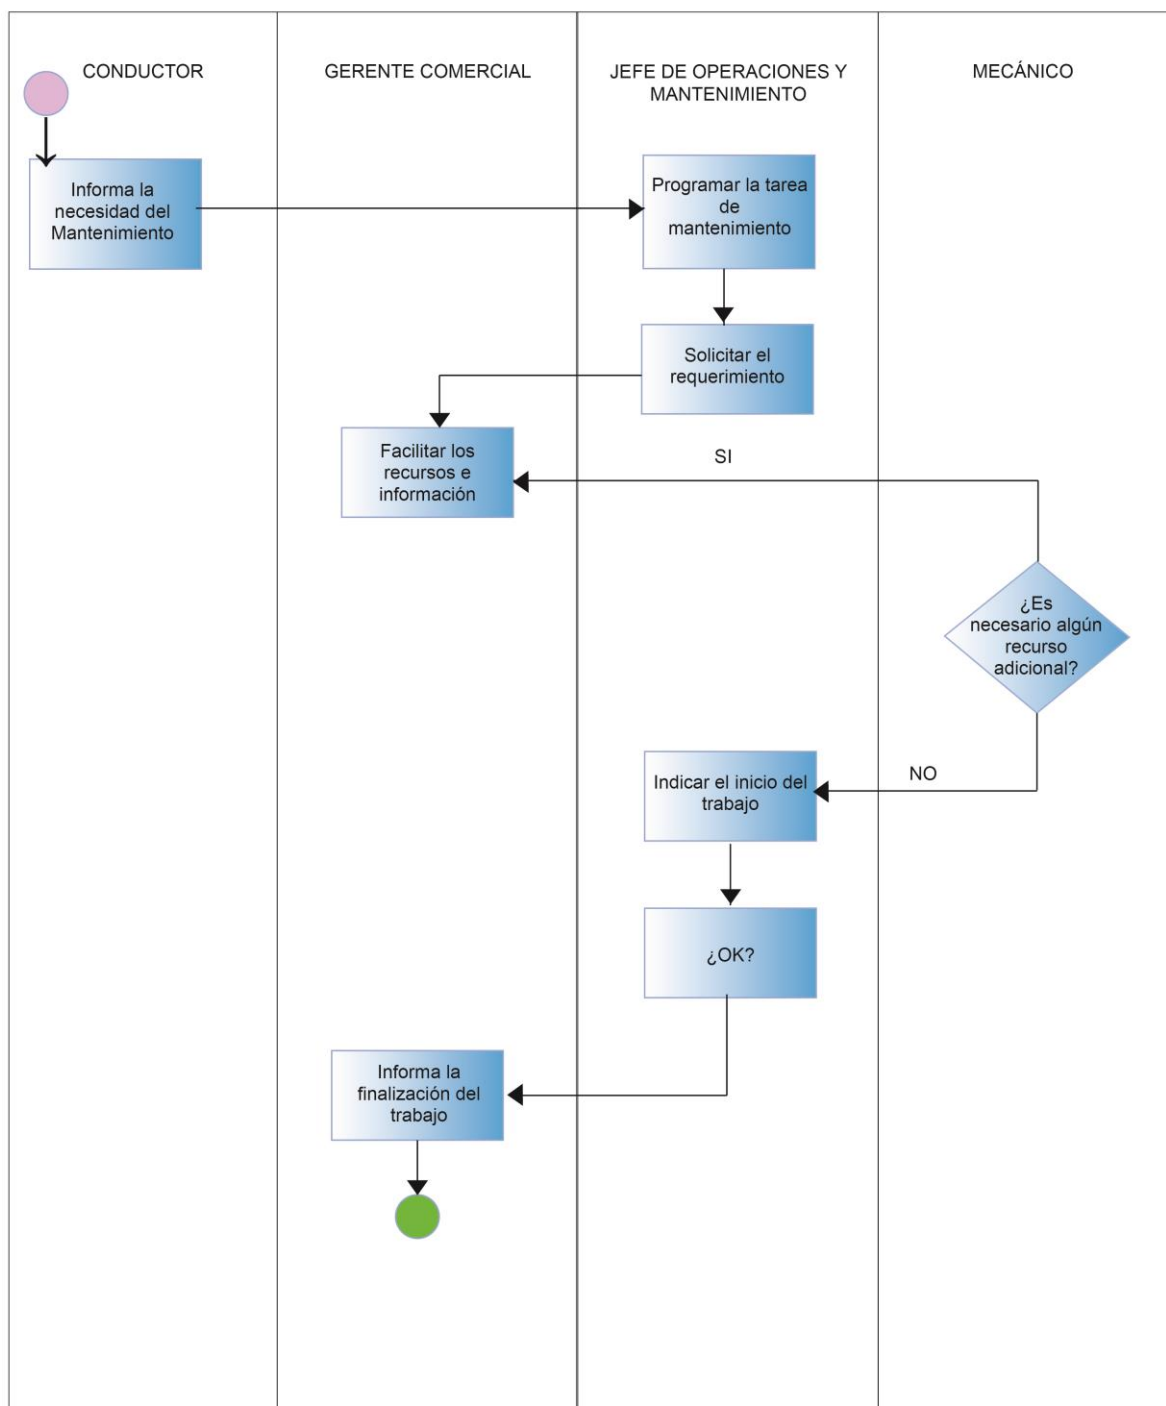 CONDUCTOR
GERENTE COMERCIAL
JEFE DE OPERACIONES Y
MANTENIMIENTO
MECÁNICO
Informa la
necesidad del
Mantenimiento
Programar la tarea
de
mantenimiento
Solicitar el
requerimiento
Facilitar los
recursos e
información
SI
¿Es
necesario algún
recurso
adicional?
NO
Indicar el inicio del
trabajo
¿OK?
Informa la
finalización del
trabajo